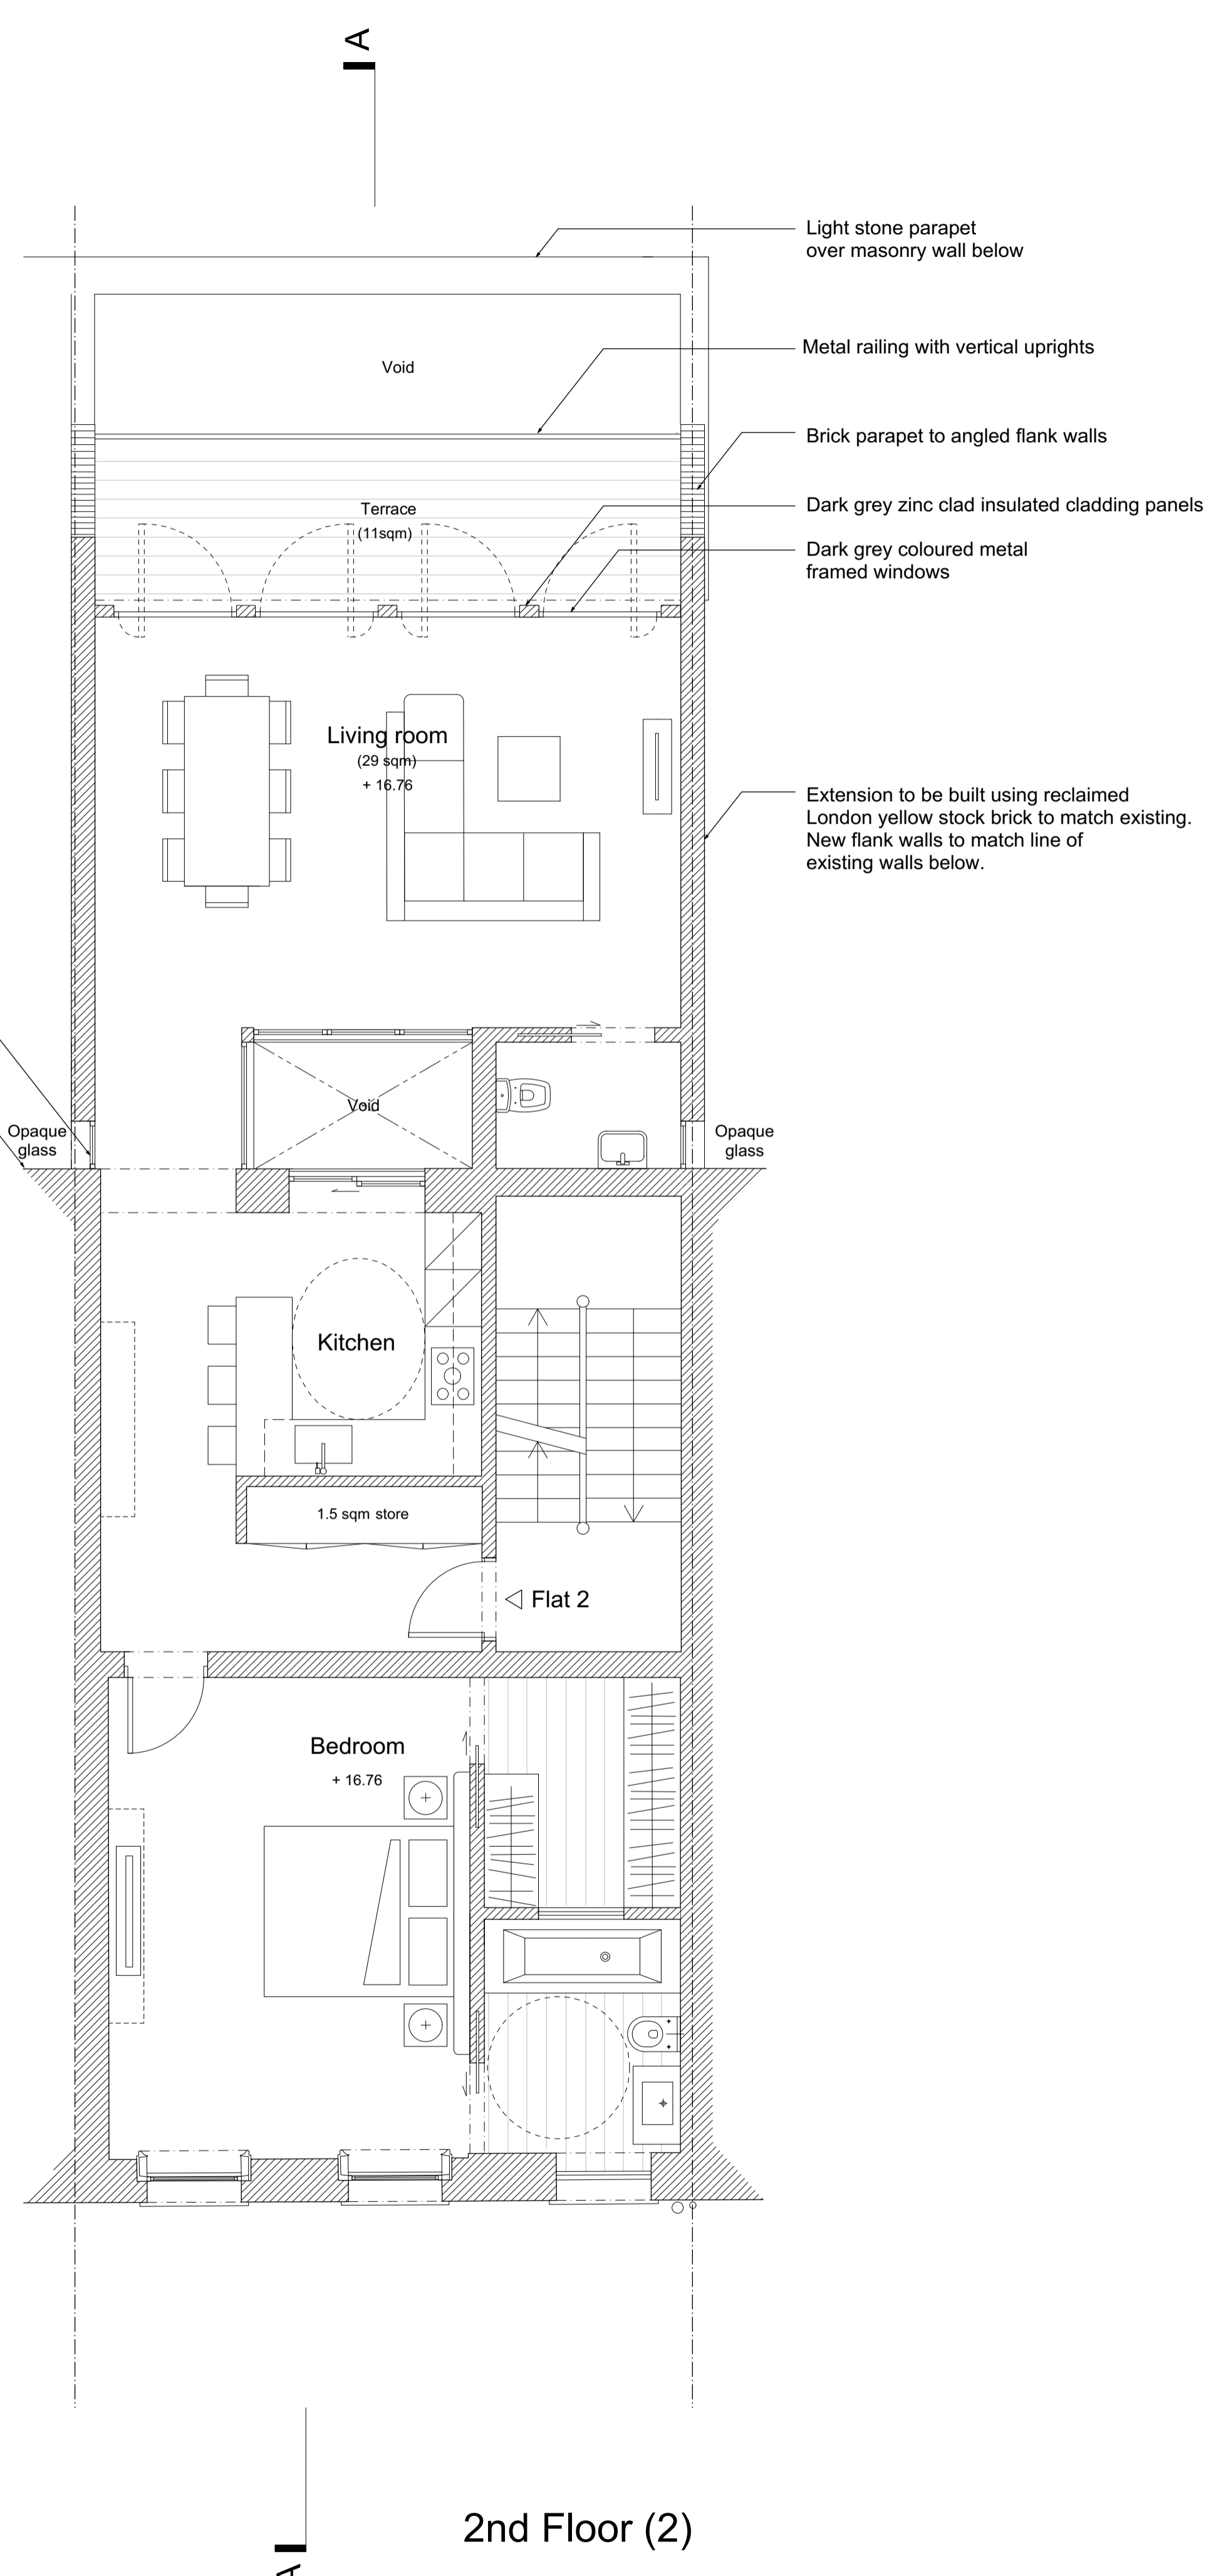 A
Light stone parapet
over masonry wall below
Metal railing with vertical uprights
Void
Brick parapet to angled flank walls
Terrace
(11sqm)
Dark grey zinc clad insulated cladding panels
Dark grey coloured metal
framed windows
Living room
(29 sqm)
+ 16.76
Extension to be built using reclaimed
London yellow stock brick to match existing.
New flank walls to match line of
existing walls below.
Void
Opaque
glass
Opaque
glass
Kitchen
1.5 sqm store
Flat 2
Bedroom
+ 16.76
2nd Floor (2)
A